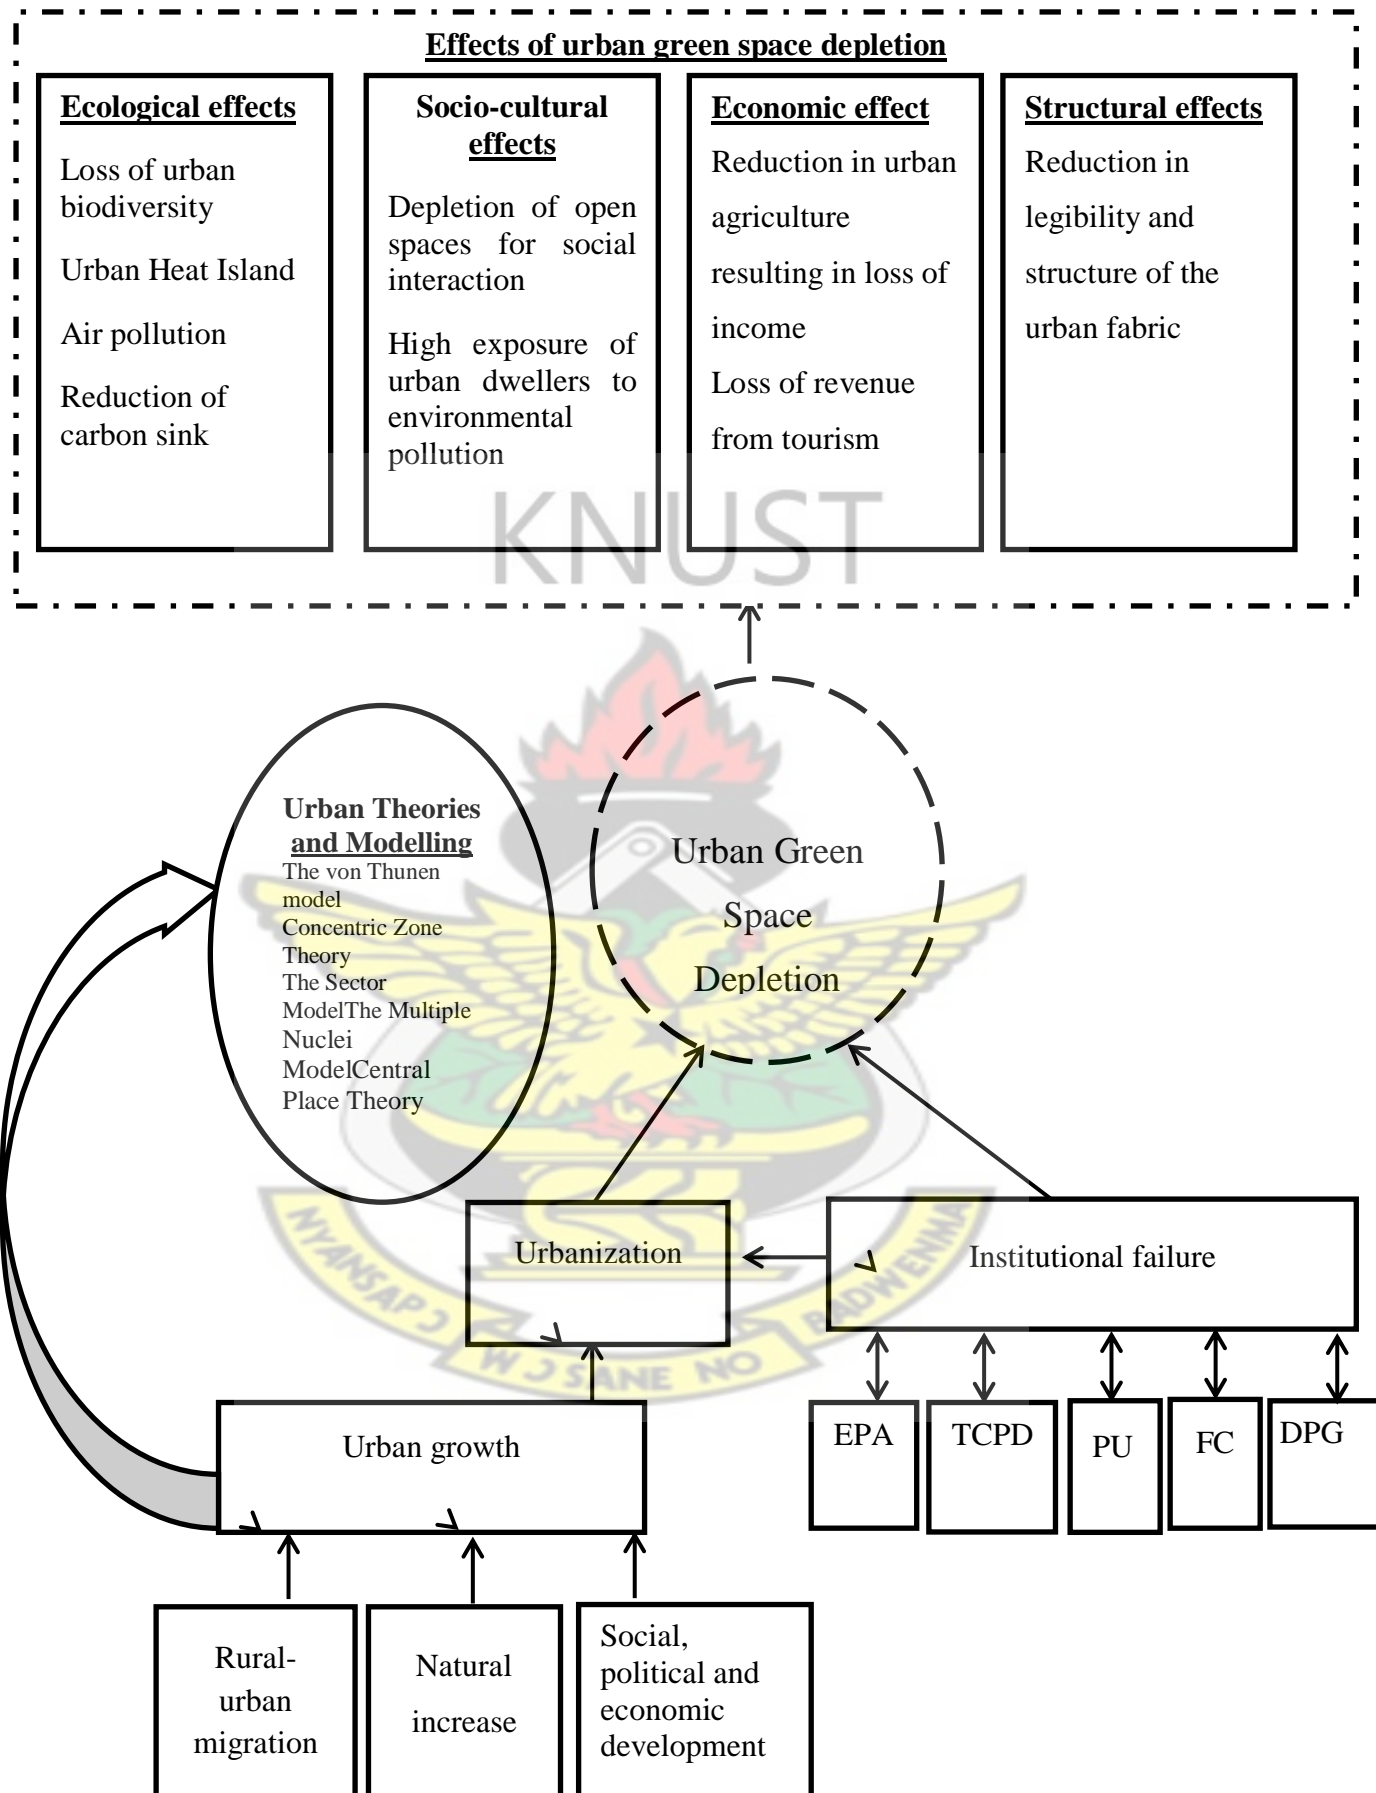 Effects of urban green space depletion
Ecological effects
Loss of urban
biodiversity
Urban Heat Island
Air pollution
Reduction of
carbon sink
Socio-cultural
effects
Depletion of open
spaces for social
interaction
High exposure of
urban dwellers to
environmental
pollution
Economic effect
Reduction in urban
agriculture
resulting in loss of
income
Loss of revenue
from tourism
Structural effects
Reduction in
legibility and
structure of the
urban fabric
KNUST
Urban Theories
and Modelling
The von Thunen
model
Concentric Zone
Theory
The Sector
ModelThe Multiple
Nuclei
ModelCentral
Place Theory
Urban Green
Space
Depletion
Urbanization
Institutional failure
NYANSAPƆ WƆSANE NO BADWENMA
Urban growth
EPA
TCPD
PU
FC
DPG
Rural-
urban
migration
Natural
increase
Social,
political and
economic
development